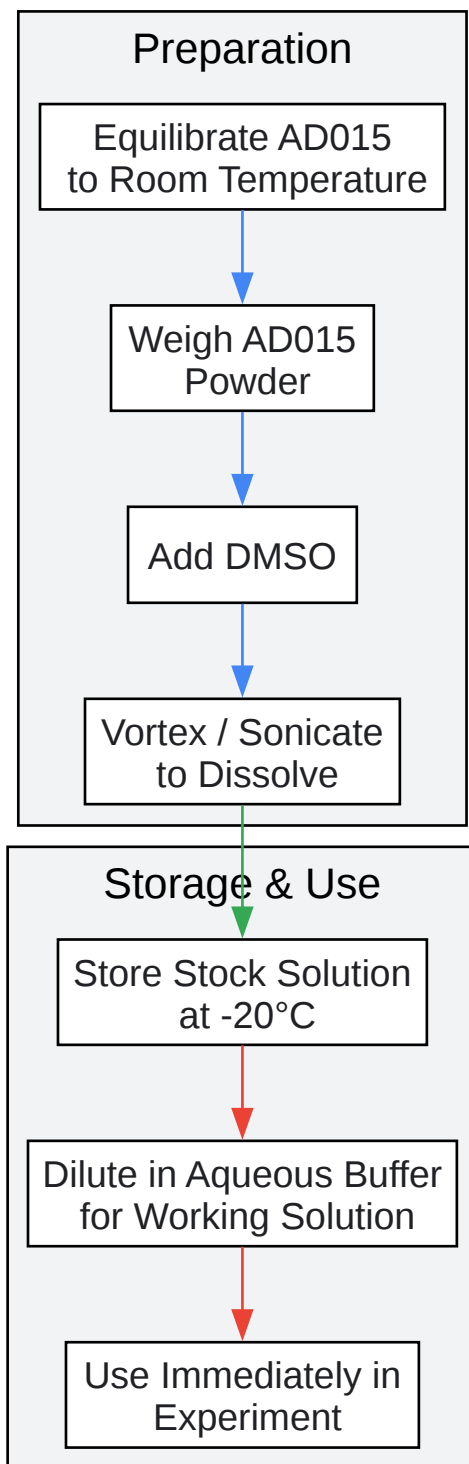 Preparation
Equilibrate AD015
to Room Temperature
Weigh AD015
Powder
Add DMSO
Vortex / Sonicate
to Dissolve
Storage & Use
Store Stock Solution
at -20°C
Dilute in Aqueous Buffer
for Working Solution
Use Immediately in
Experiment